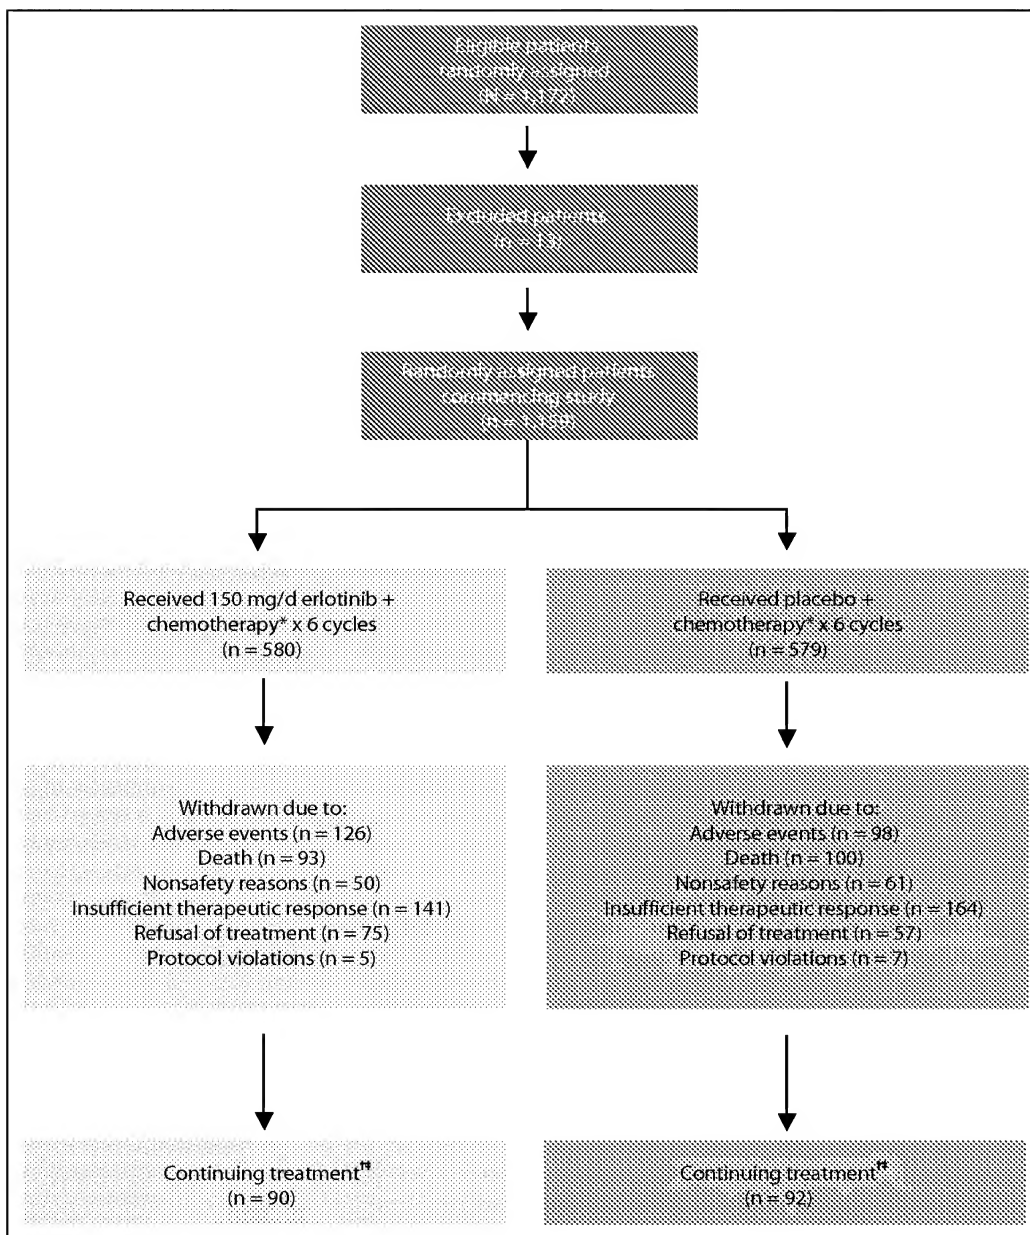 Eligible patients
randomly assigned
(N = 1,172)
Excluded patients
(n = 13)
Randomly assigned patients
commencing study
(n = 1,159)
Received 150 mg/d erlotinib +
chemotherapy* x 6 cycles
(n = 580)
Received placebo +
chemotherapy* x 6 cycles
(n = 579)
Withdrawn due to:
Adverse events (n = 126)
Death (n = 93)
Nonsafety reasons (n = 50)
Insufficient therapeutic response (n = 141)
Refusal of treatment (n = 75)
Protocol violations (n = 5)
Withdrawn due to:
Adverse events (n = 98)
Death (n = 100)
Nonsafety reasons (n = 61)
Insufficient therapeutic response (n = 164)
Refusal of treatment (n = 57)
Protocol violations (n = 7)
Continuing treatment†‡
(n = 90)
Continuing treatment†‡
(n = 92)